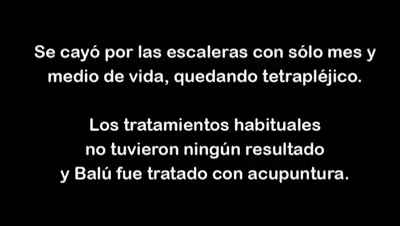 Se cayó por las escaleras con sólo mes y
medio de vida, quedando tetrapléjico.
Los tratamientos habituales
no tuvieron ningún resultado
y Balú fue tratado con acupuntura.